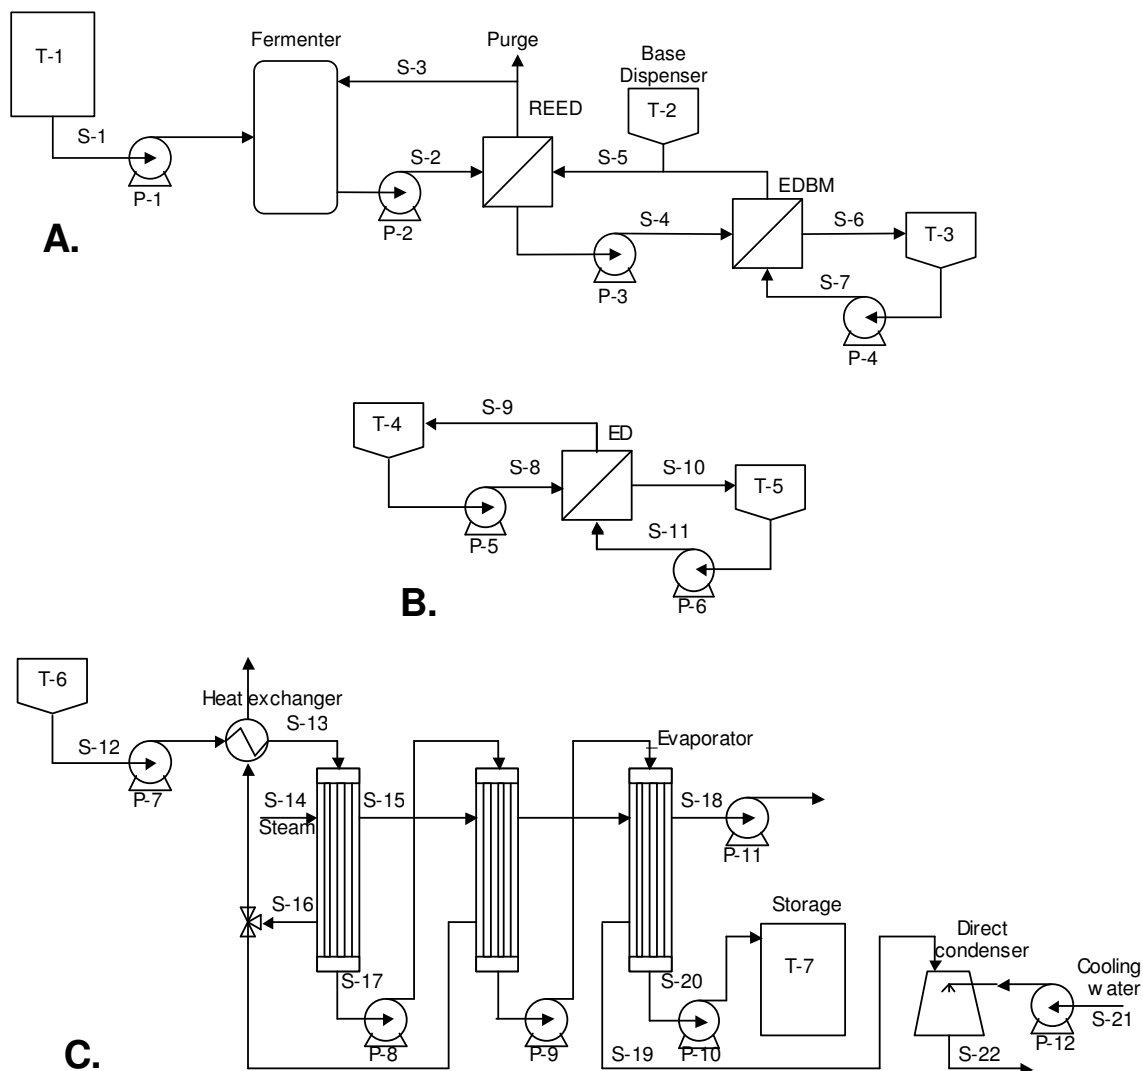 T-1
Fermenter
Purge
Base
Dispenser
S-3
REED
T-2
S-1
S-2
S-5
P-1
EDBM
P-2
S-4
S-6
T-3
A.
P-3
S-7
P-4
T-4
S-9
ED
S-8
S-10
T-5
P-5
S-11
B.
P-6
T-6
Heat exchanger
S-13
S-12
Evaporator
P-7
S-14
Steam
S-15
S-18
P-11
S-16
Storage
Direct
condenser
T-7
S-17
S-20
Cooling
water
S-21
P-8
P-9
P-10
P-12
S-19
S-22
C.